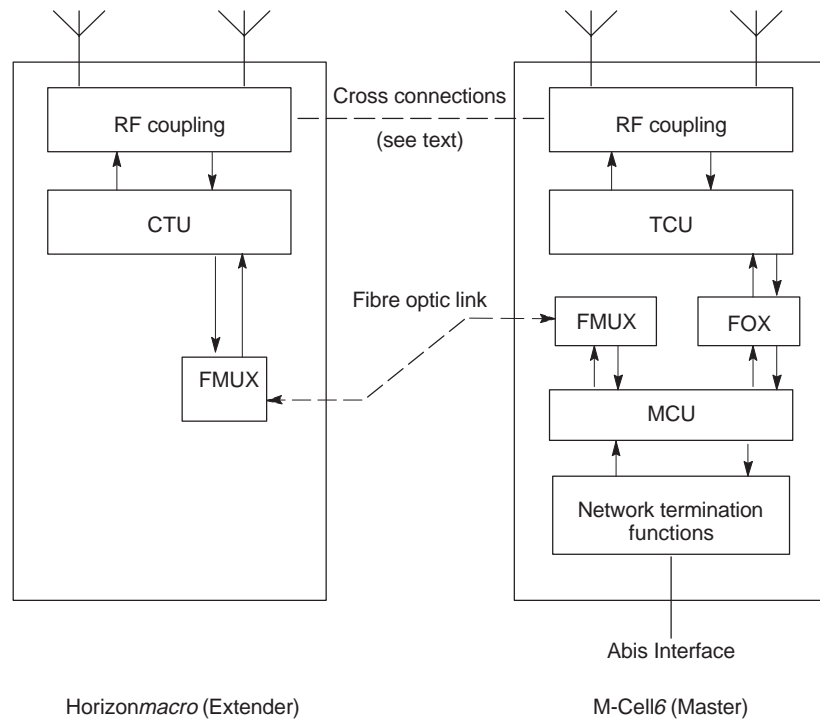 RF coupling
Cross connections
(see text)
RF coupling
CTU
TCU
Fibre optic link
FMUX
FOX
FMUX
MCU
Network termination
functions
Abis Interface
Horizonmacro (Extender)
M-Cell6 (Master)